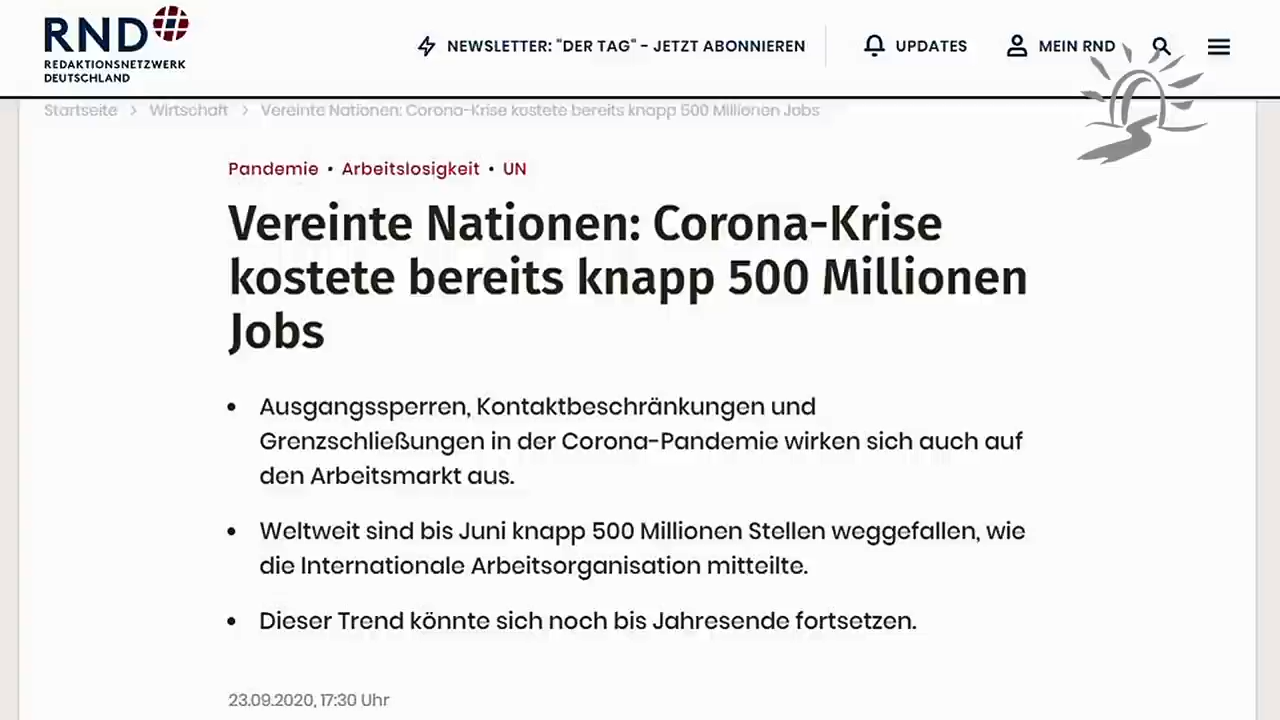 RND
REDAKTIONSNETZWERK
DEUTSCHLAND
NEWSLETTER: "DER TAG" - JETZT ABONNIEREN
UPDATES
MEIN RND
Startseite > Wirtschaft > Vereinte Nationen: Corona-Krise kostete bereits knapp 500 Millionen Jobs
Pandemie • Arbeitslosigkeit • UN
Vereinte Nationen: Corona-Krise
kostete bereits knapp 500 Millionen
Jobs
• Ausgangssperren, Kontaktbeschränkungen und
Grenzschließungen in der Corona-Pandemie wirken sich auch auf
den Arbeitsmarkt aus.
• Weltweit sind bis Juni knapp 500 Millionen Stellen weggefallen, wie
die Internationale Arbeitsorganisation mitteilte.
• Dieser Trend könnte sich noch bis Jahresende fortsetzen.
23.09.2020, 17:30 Uhr